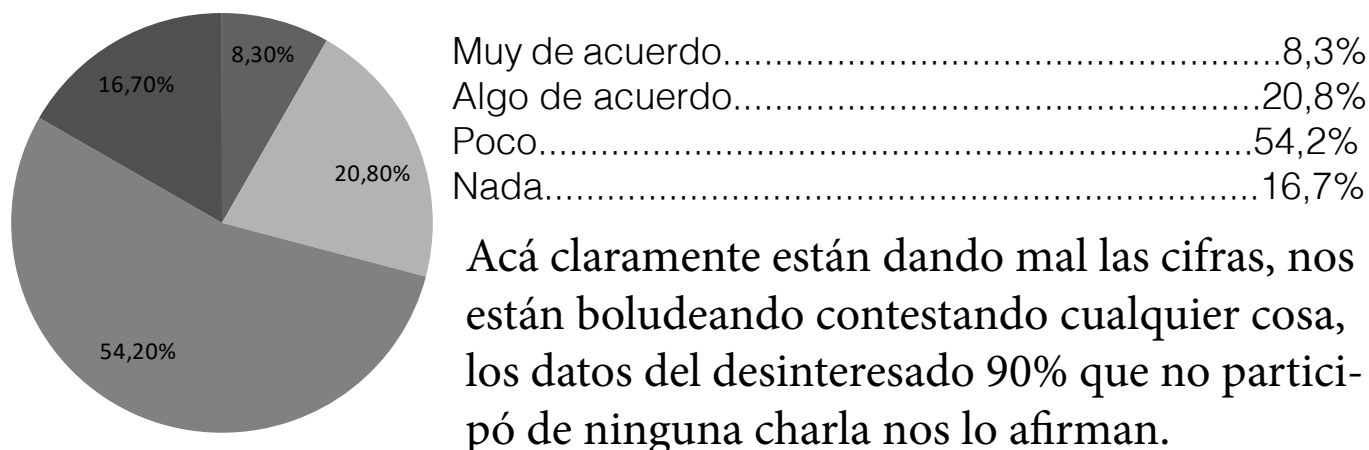 8,30%
16,70%
20,80%
54,20%
Muy de acuerdo.....................................................8,3%
Algo de acuerdo..................................................20,8%
Poco....................................................................54,2%
Nada....................................................................16,7%
Acá claramente están dando mal las cifras, nos
están boludeando contestando cualquier cosa,
los datos del desinteresado 90% que no partici-
pó de ninguna charla nos lo afirman.